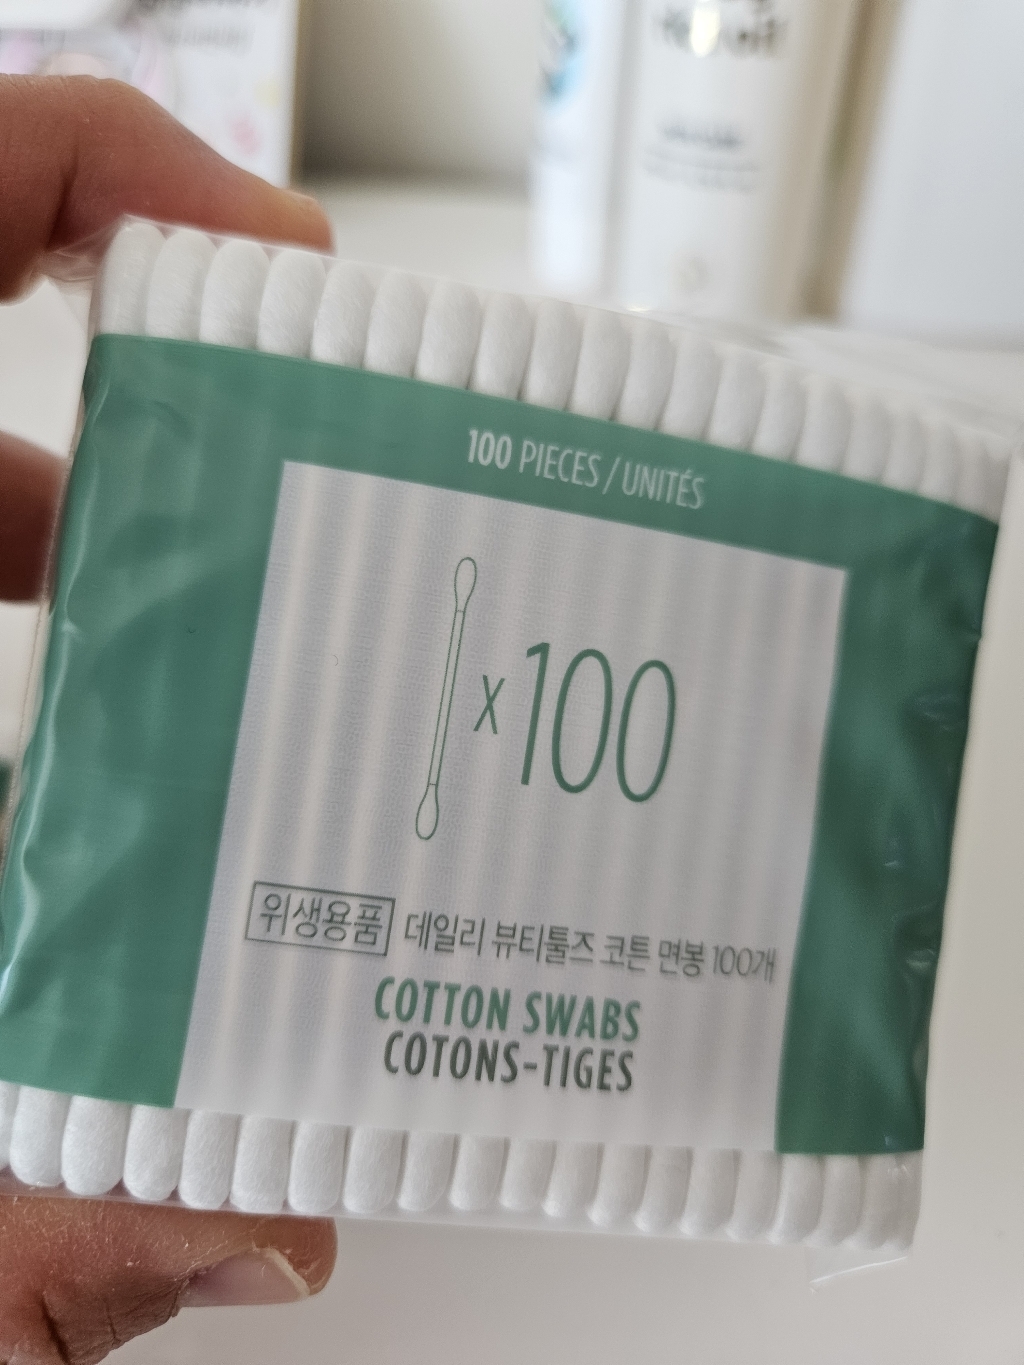 100 PIECES / UNITÉS
x 100
위생용품 데일리 뷰티툴즈 코튼 면봉 100개
COTTON SWABS
COTONS-TIGES